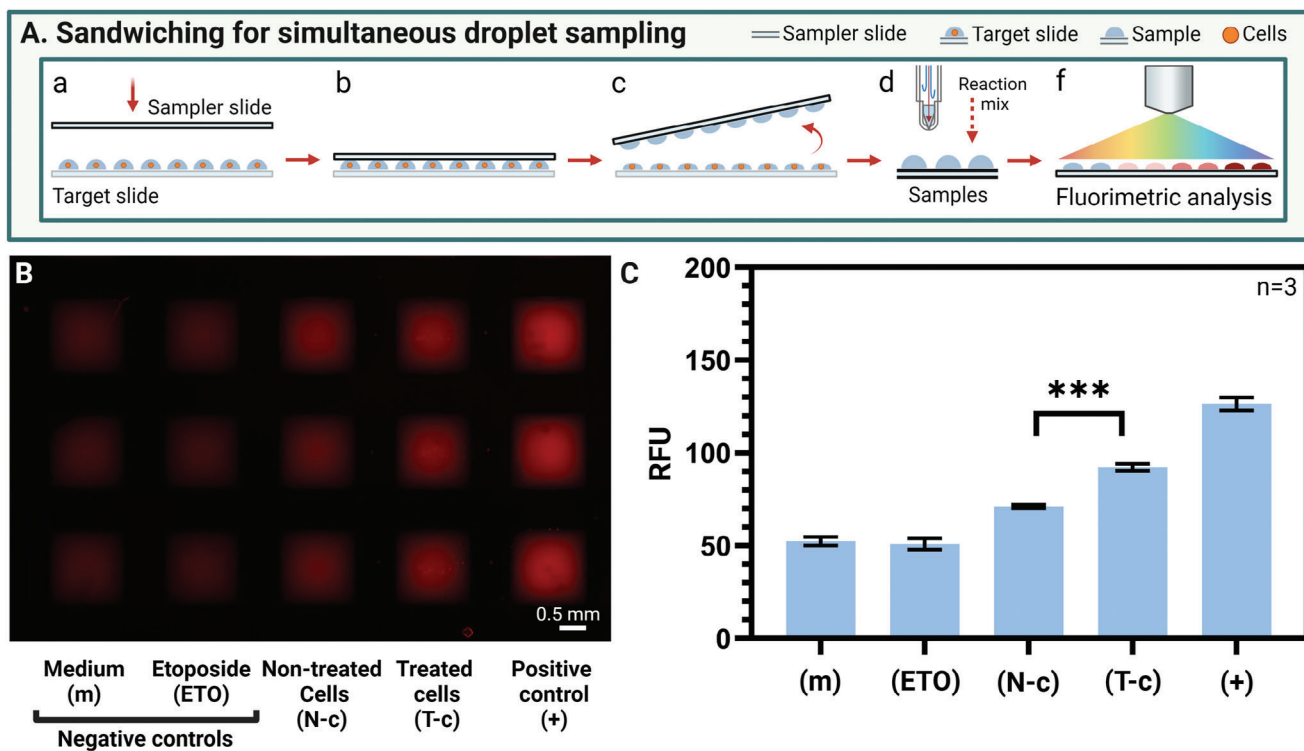 A. Sandwiching for simultaneous droplet sampling
Sampler slide
Target slide
Sample
Cells
a
b
c
d
f
Sampler slide
Reaction
mix
Target slide
Samples
Fluorimetric analysis
B
0.5 mm
Medium
(m)
Etoposide
(ETO)
Non-treated
Cells
(N-c)
Treated
cells
(T-c)
Positive
control
(+)
Negative controls
C
n=3
200
150
100
50
0
RFU
***
(m)
(ETO)
(N-c)
(T-c)
(+)